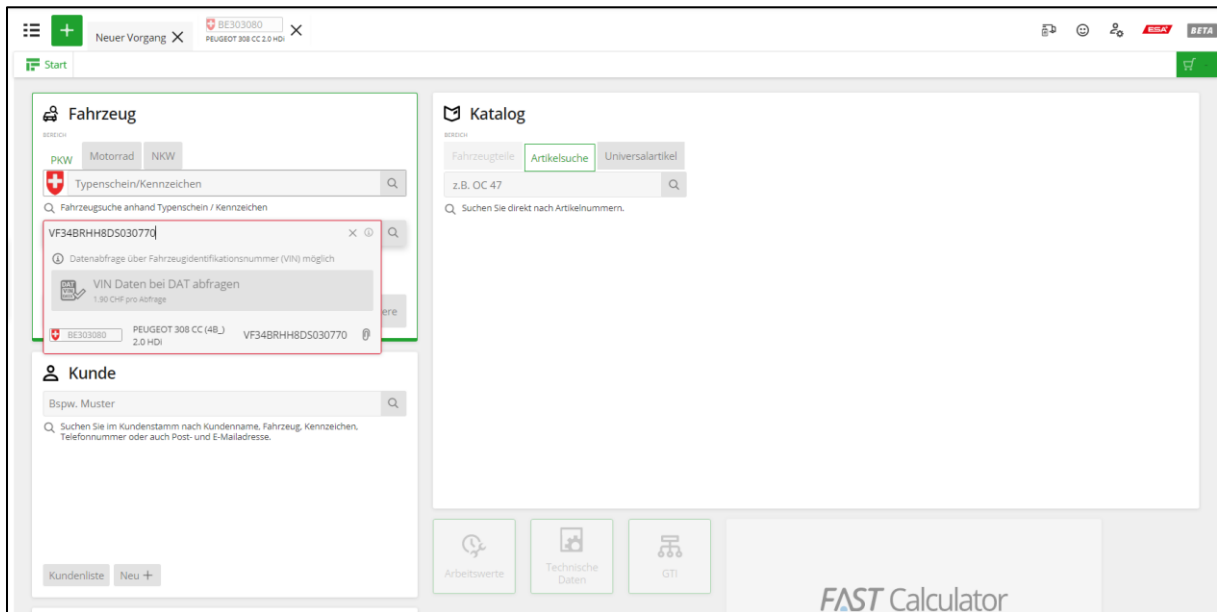 Neuer Vorgang
BE303080
PEUGEOT 308 CC 2.0 HDi
ESA
BETA
Start
Fahrzeug
BEREICH
PKW
Motorrad
NKW
Typenschein/Kennzeichen
Fahrzeugsuche anhand Typenschein / Kennzeichen
VF34BRHH8DS030770
Datenabfrage über Fahrzeugidentifikationsnummer (VIN) möglich
DAT
VIN
VIN Daten bei DAT abfragen
1.90 CHF pro Abfrage
ere
BE303080
PEUGEOT 308 CC (4B_)
2.0 HDi
VF34BRHH8DS030770
Kunde
Bspw. Muster
Suchen Sie im Kundenstamm nach Kundenname, Fahrzeug, Kennzeichen,
Telefonnummer oder auch Post- und E-Mailadresse.
Kundenliste
Neu +
Katalog
BEREICH
Fahrzeugteile
Artikelsuche
Universalartikel
z.B. OC 47
Suchen Sie direkt nach Artikelnummern.
Arbeitswerte
Technische
Daten
GTI
FAST Calculator